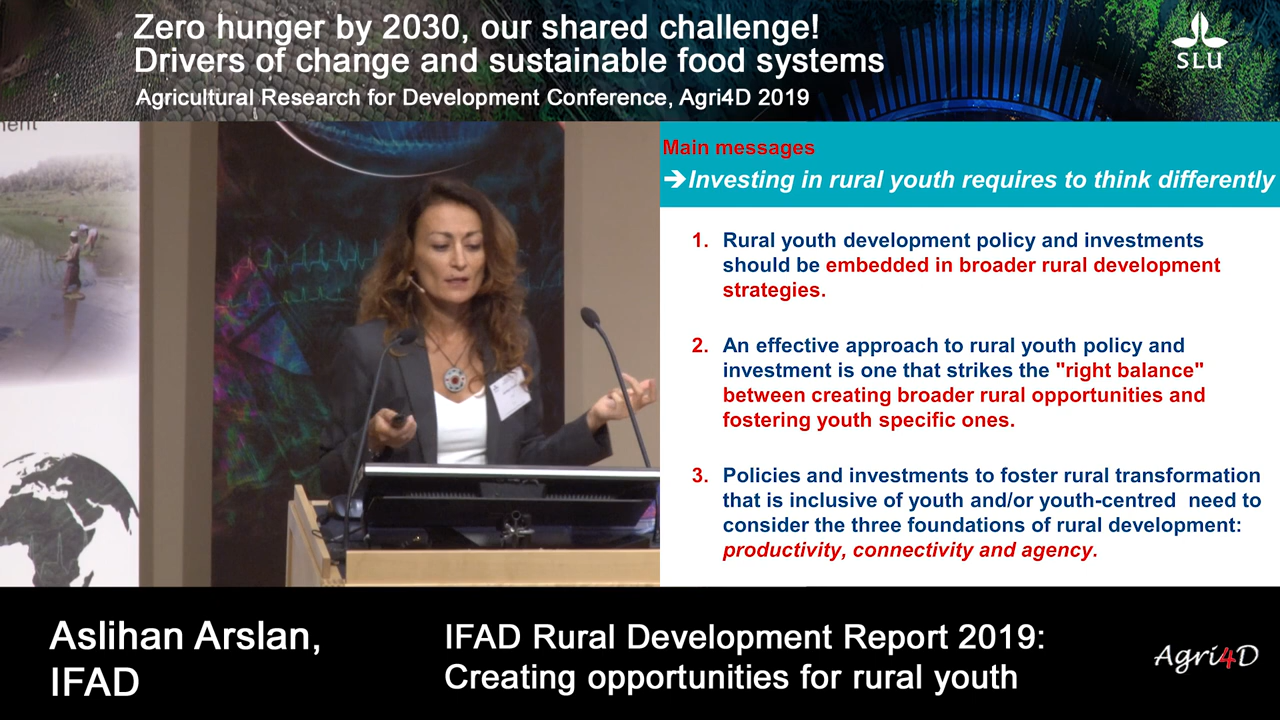 Zero hunger by 2030, our shared challenge!
Drivers of change and sustainable food systems
Agricultural Research for Development Conference, Agri4D 2019
SLU
Main messages
➔Investing in rural youth requires to think differently
1. Rural youth development policy and investments
should be embedded in broader rural development
strategies.
2. An effective approach to rural youth policy and
investment is one that strikes the "right balance"
between creating broader rural opportunities and
fostering youth specific ones.
3. Policies and investments to foster rural transformation
that is inclusive of youth and/or youth-centred need to
consider the three foundations of rural development:
productivity, connectivity and agency.
Aslihan Arslan,
IFAD
IFAD Rural Development Report 2019:
Creating opportunities for rural youth
Agri4D